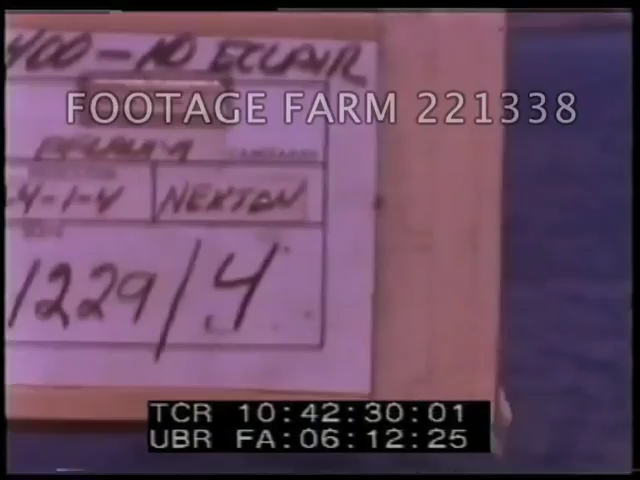 400-ND ECLAIR
FOOTAGE FARM 221338
4-1-4 NEXTON
1229/4
TCR 10:42:30:01
UBR FA:06:12:25